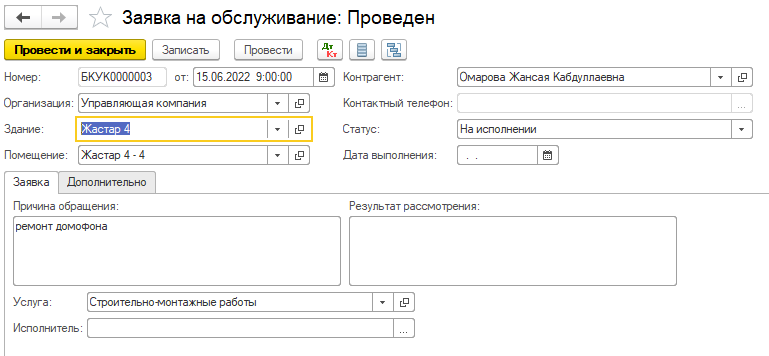 Заявка на обслуживание: Проведен
Провести и закрыть Записать Провести Дт Кт
Номер: БКУК0000003 от: 15.06.2022 9:00:00 Контрагент: Омарова Жансая Кабдуллаевна
Организация: Управляющая компания Контактный телефон: ...
Здание: Жастар 4 Статус: На исполнении
Помещение: Жастар 4 - 4 Дата выполнения: . .
Заявка Дополнительно
Причина обращения: Результат рассмотрения:
ремонт домофона
Услуга: Строительно-монтажные работы
Исполнитель: ...